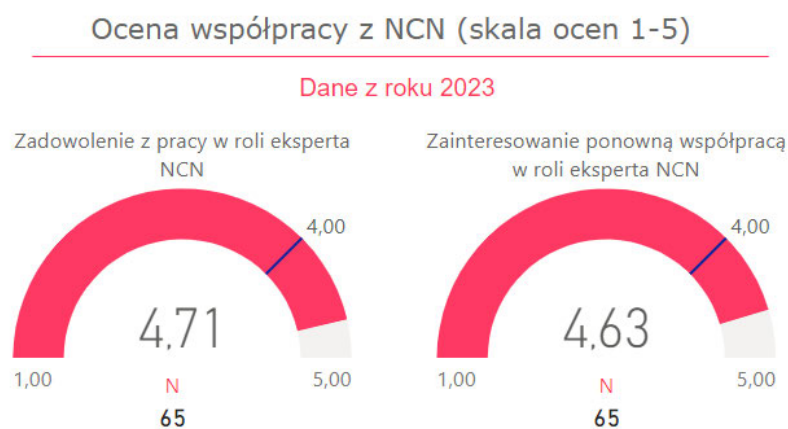 Ocena współpracy z NCN (skala ocen 1-5)
Dane z roku 2023
Zadowolenie z pracy w roli eksperta
NCN
4,00
4,71
1,00
5,00
N
65
Zainteresowanie ponowną współpracą
w roli eksperta NCN
4,00
4,63
1,00
5,00
N
65